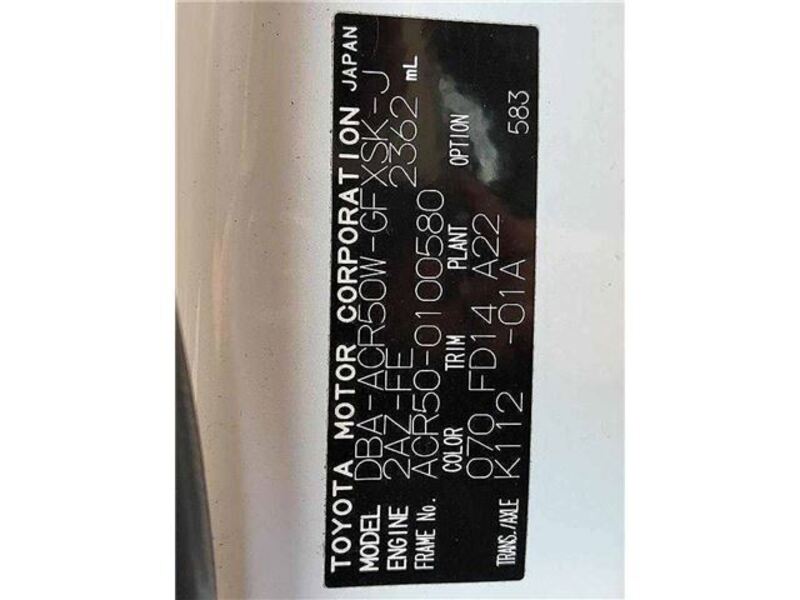 TOYOTA MOTOR CORPORATION JAPAN
MODEL DBA-ACR50W-GFXSK-J
ENGINE 2AZ-FE 2362 mL
FRAME No. ACR50-0100580
COLOR TRIM PLANT OPTION
070 FD14 A22
TRANS./AXLE K112 -01A 583